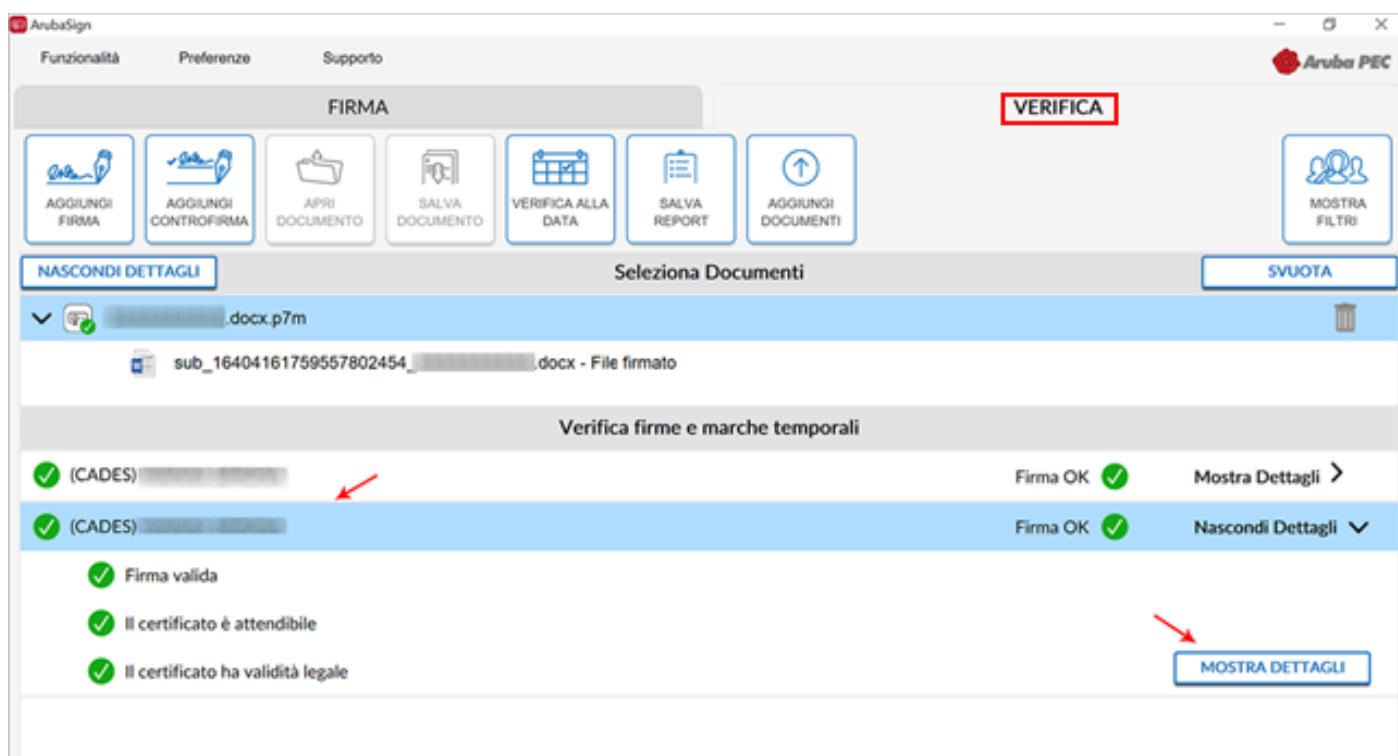 ArubaSign
Funzionalità Preferenze Supporto
Aruba PEC
FIRMA VERIFICA
AGGIUNGI FIRMA
AGGIUNGI CONTROFIRMA
APRI DOCUMENTO
SALVA DOCUMENTO
VERIFICA ALLA DATA
SALVA REPORT
AGGIUNGI DOCUMENTI
MOSTRA FILTRI
NASCONDI DETTAGLI Seleziona Documenti SVUOTA
.docx.p7m
sub_16404161759557802454_ .docx - File firmato
Verifica firme e marche temporali
(CADES) Firma OK Mostra Dettagli
(CADES) Firma OK Nascondi Dettagli
Firma valida
Il certificato è attendibile
Il certificato ha validità legale MOSTRA DETTAGLI